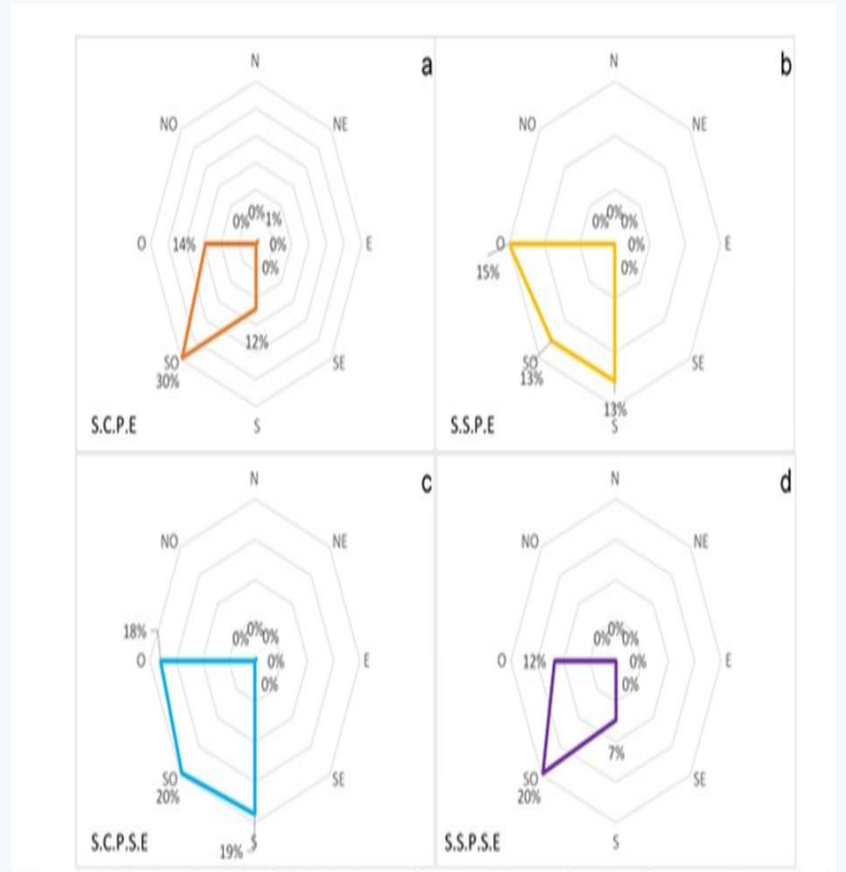 N
a
NO
NE
0%
0%
1%
O
14%
0%
E
0%
12%
SO
SE
30%
S.C.P.E
S
N
b
NO
NE
0%
0%
0%
O
0%
E
15%
0%
SO
SE
13%
13%
S.S.P.E
S
N
c
NO
NE
18%
0%
0%
0%
O
0%
E
0%
SO
SE
20%
S.C.P.S.E
S
19%
N
d
NO
NE
0%
0%
0%
O
12%
0%
E
0%
7%
SO
SE
20%
S.S.P.S.E
S